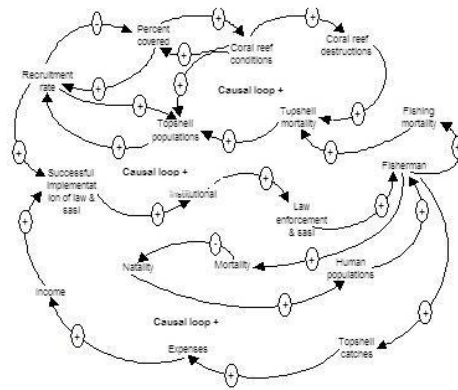 Percent
covered
Coral reef
conditions
Coral reef
destructions
Recruitment
rate
Causal loop +
Topshell
populations
Tupshell
mortality
Fishing
mortality
Causal loop +
Fisherman
Successful
implementat
ion of law &
sasi
Institutional
Law
enforcement
& sasi
Natality
Mortality
Human
populations
Income
Causal loop +
Expenses
Topshell
catches
- + + + + + + + + + + + + + + - + + + + + + +